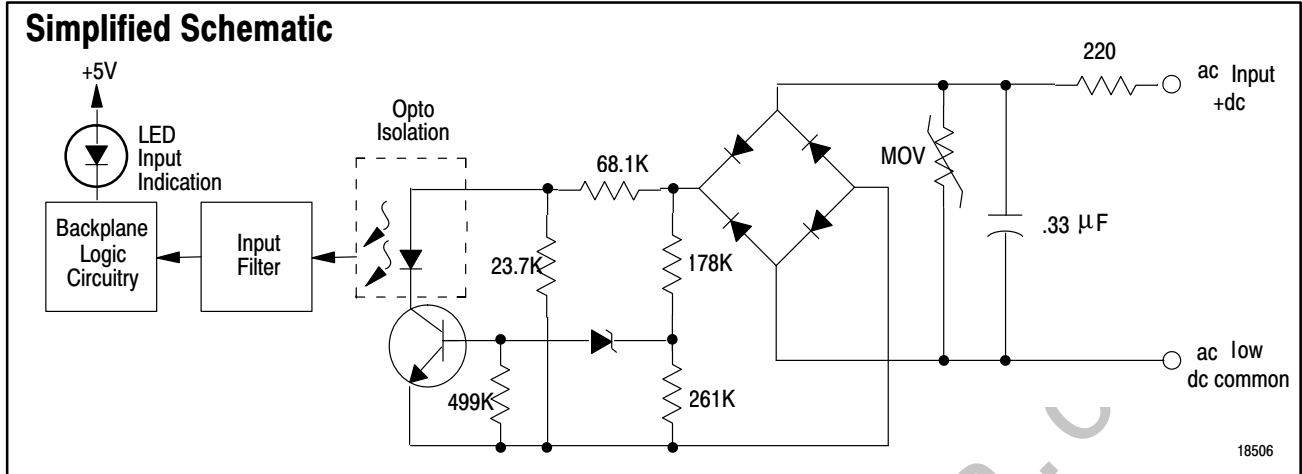 Simplified Schematic
+5V
LED
Input
Indication
Backplane
Logic
Circuitry
Input
Filter
Opto
Isolation
68.1K
23.7K
178K
499K
261K
MOV
.33 µF
220
ac Input
+dc
ac low
dc common
18506